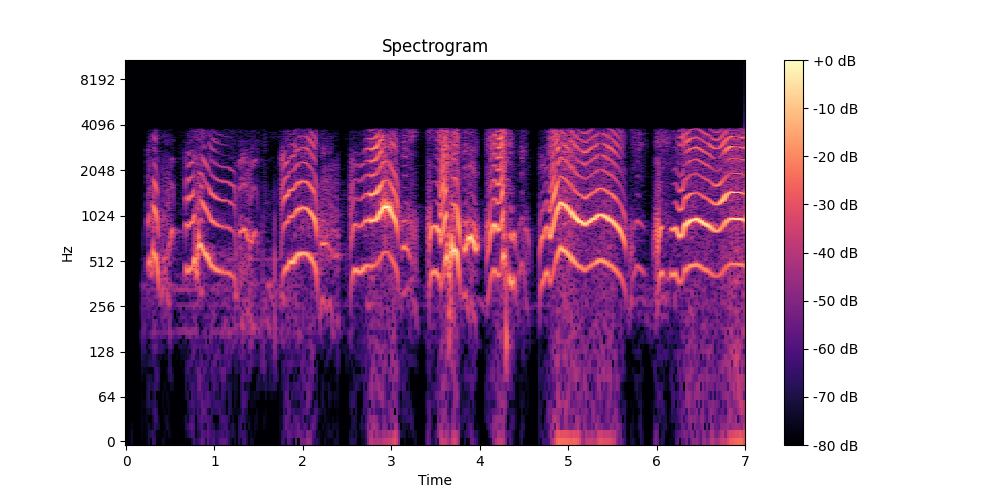 Spectrogram
8192
4096
2048
1024
512
256
128
64
0
Hz
0 1 2 3 4 5 6 7
Time
+0 dB
-10 dB
-20 dB
-30 dB
-40 dB
-50 dB
-60 dB
-70 dB
-80 dB